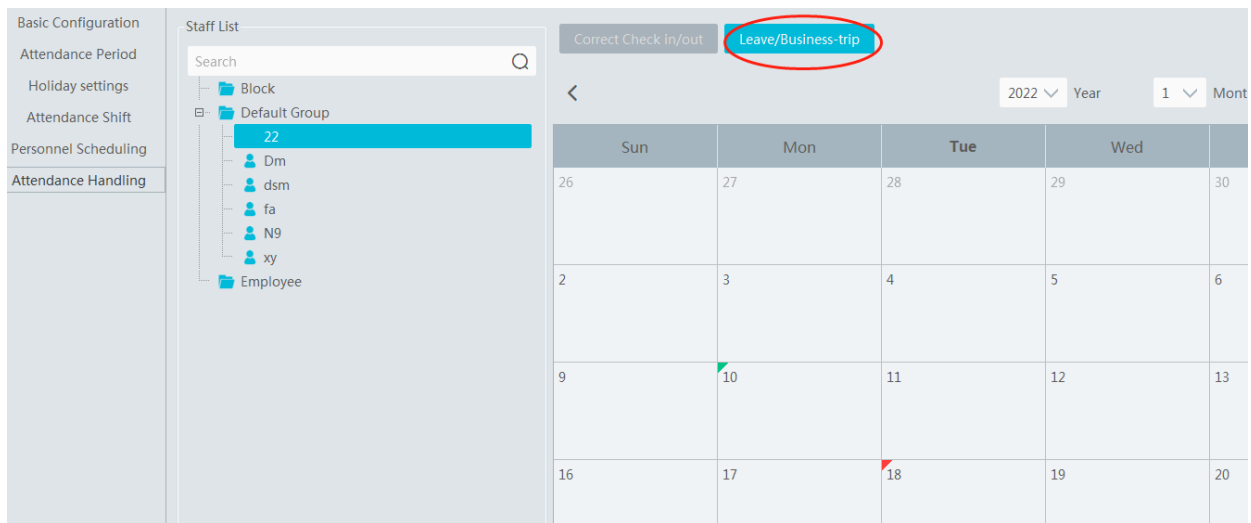 Basic Configuration
Attendance Period
Holiday settings
Attendance Shift
Personnel Scheduling
Attendance Handling
Staff List
Search
Block
Default Group
22
Dm
dsm
fa
N9
xy
Employee
Correct Check in/out
Leave/Business-trip
2022 Year 1 Mont
Sun Mon Tue Wed
26 27 28 29 30
2 3 4 5 6
9 10 11 12 13
16 17 18 19 20